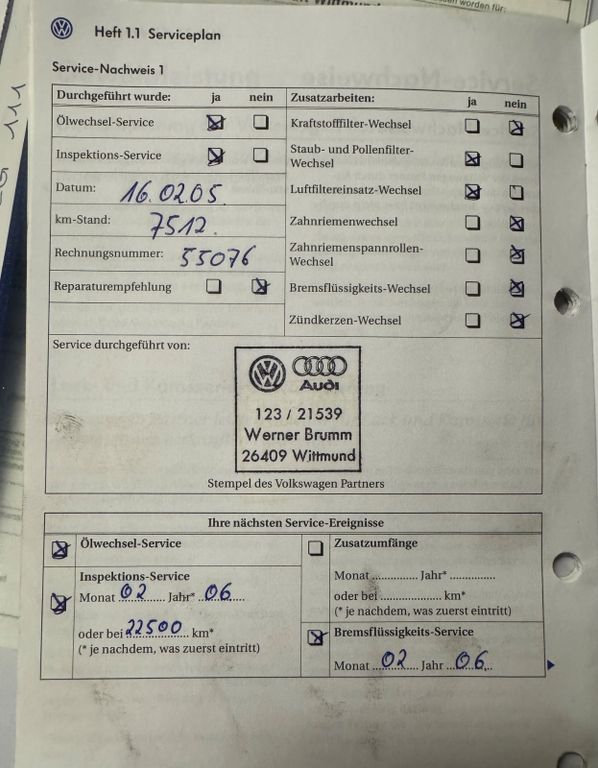 Heft 1.1 Serviceplan
Service-Nachweis 1
Durchgeführt wurde: ja nein
Ölwechsel-Service
Inspektions-Service
Datum: 16.02.05.
km-Stand: 7512.
Rechnungsnummer: 55076
Reparaturempfehlung
Zusatzarbeiten: ja nein
Kraftstofffilter-Wechsel
Staub- und Pollenfilter-
Wechsel
Luftfiltereinsatz-Wechsel
Zahnriemenwechsel
Zahnriemenspannrollen-
Wechsel
Bremsflüssigkeits-Wechsel
Zündkerzen-Wechsel
Service durchgeführt von:
Audi
123 / 21539
Werner Brumm
26409 Wittmund
Stempel des Volkswagen Partners
Ihre nächsten Service-Ereignisse
Ölwechsel-Service
Inspektions-Service
Monat 02 Jahr* 06
oder bei 22500 km*
(* je nachdem, was zuerst eintritt)
Zusatzumfänge
Monat .............. Jahr* ..............
oder bei .................... km*
(* je nachdem, was zuerst eintritt)
Bremsflüssigkeits-Service
Monat 02 Jahr 06
111
worden für: